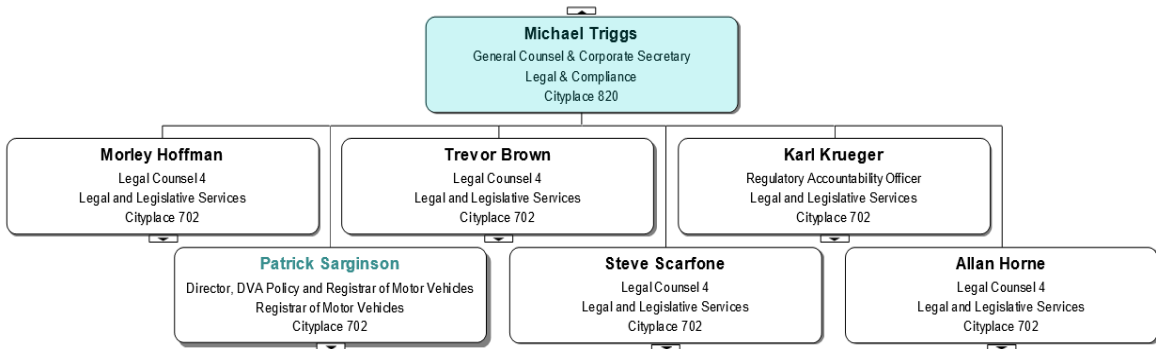 Michael Triggs
General Counsel & Corporate Secretary
Legal & Compliance
Cityplace 820
Morley Hoffman
Legal Counsel 4
Legal and Legislative Services
Cityplace 702
Trevor Brown
Legal Counsel 4
Legal and Legislative Services
Cityplace 702
Karl Krueger
Regulatory Accountability Officer
Legal and Legislative Services
Cityplace 702
Patrick Sarginson
Director, DVA Policy and Registrar of Motor Vehicles
Registrar of Motor Vehicles
Cityplace 702
Steve Scarfone
Legal Counsel 4
Legal and Legislative Services
Cityplace 702
Allan Horne
Legal Counsel 4
Legal and Legislative Services
Cityplace 702